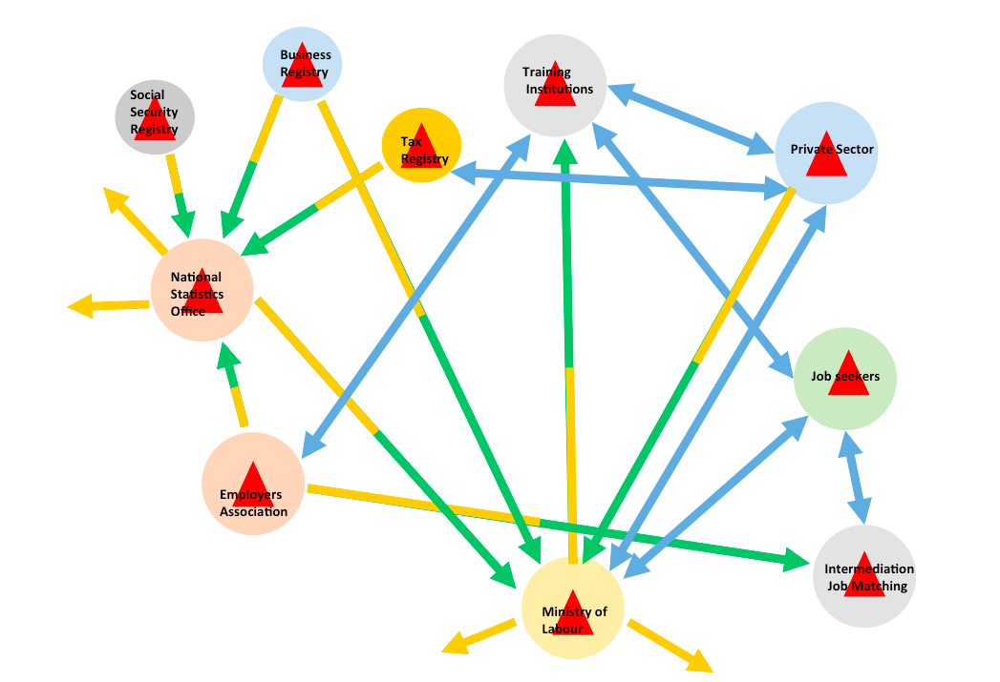 Business
Registry
Social
Security
Registry
Training
Institutions
Tax
Registry
Private Sector
National
Statistics
Office
Job seekers
Employers
Association
Intermediation
Job Matching
Ministry of
Labour